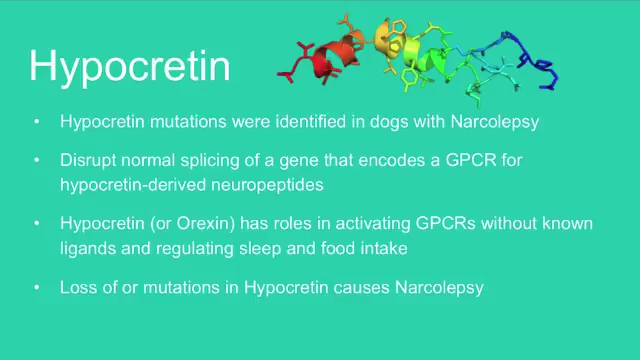 Hypocretin
• Hypocretin mutations were identified in dogs with Narcolepsy
• Disrupt normal splicing of a gene that encodes a GPCR for
hypocretin-derived neuropeptides
• Hypocretin (or Orexin) has roles in activating GPCRs without known
ligands and regulating sleep and food intake
• Loss of or mutations in Hypocretin causes Narcolepsy